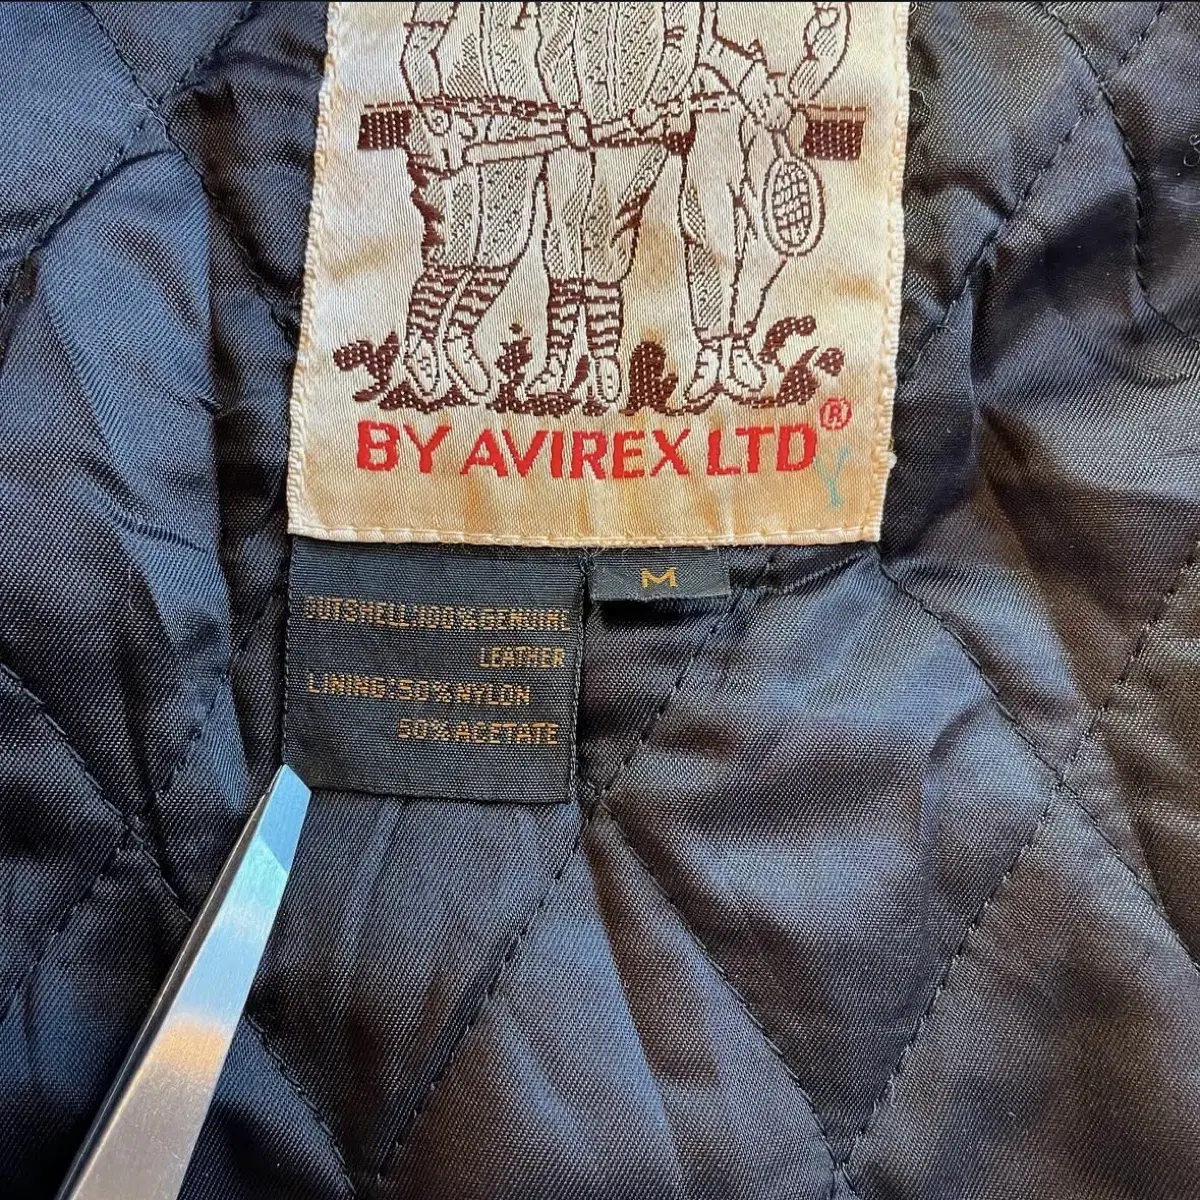 BY AVIREX LTD®
Y
M
OUTSHELL:100%GENUINE
LEATHER
LINING:50%NYLON
50%ACETATE